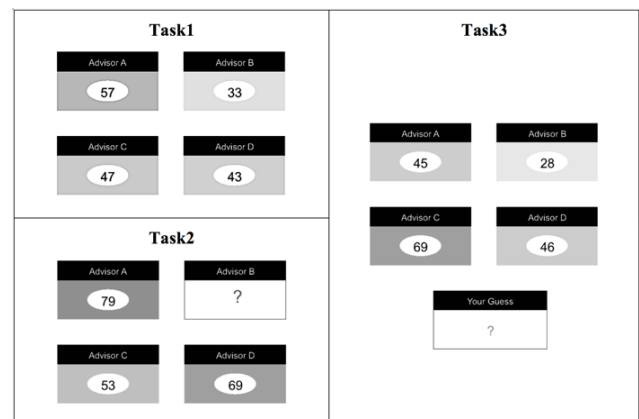 Task1
Advisor A Advisor B
57 33
Advisor C Advisor D
47 43
Task2
Advisor A Advisor B
79 ?
Advisor C Advisor D
53 69
Task3
Advisor A Advisor B
45 28
Advisor C Advisor D
69 46
Your Guess
?